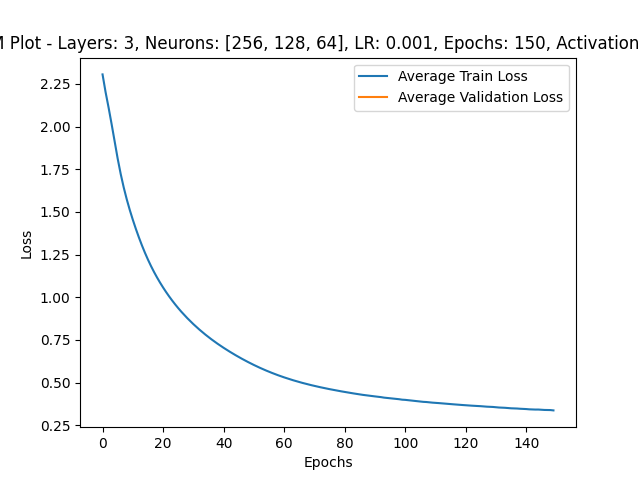 Plot - Layers: 3, Neurons: [256, 128, 64], LR: 0.001, Epochs: 150, Activation
Average Train Loss
Average Validation Loss
2.25
2.00
1.75
1.50
1.25
1.00
0.75
0.50
0.25
Loss
0 20 40 60 80 100 120 140
Epochs